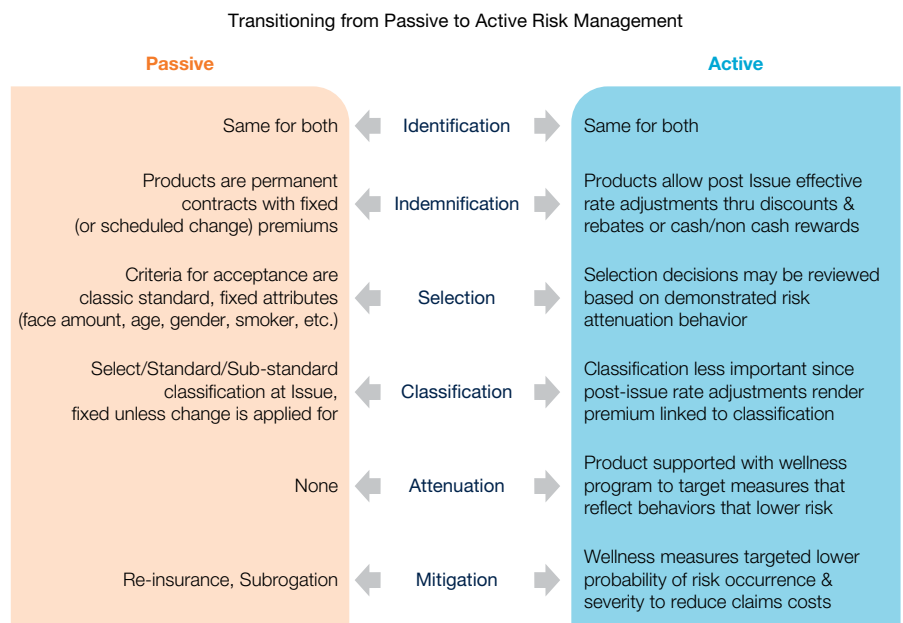 Transitioning from Passive to Active Risk Management
Passive
Active
Same for both
Identification
Same for both
Products are permanent
contracts with fixed
(or scheduled change) premiums
Indemnification
Products allow post Issue effective
rate adjustments thru discounts &
rebates or cash/non cash rewards
Criteria for acceptance are
classic standard, fixed attributes
(face amount, age, gender, smoker, etc.)
Selection
Selection decisions may be reviewed
based on demonstrated risk
attenuation behavior
Select/Standard/Sub-standard
classification at Issue,
fixed unless change is applied for
Classification
Classification less important since
post-issue rate adjustments render
premium linked to classification
None
Attenuation
Product supported with wellness
program to target measures that
reflect behaviors that lower risk
Re-insurance, Subrogation
Mitigation
Wellness measures targeted lower
probability of risk occurrence &
severity to reduce claims costs